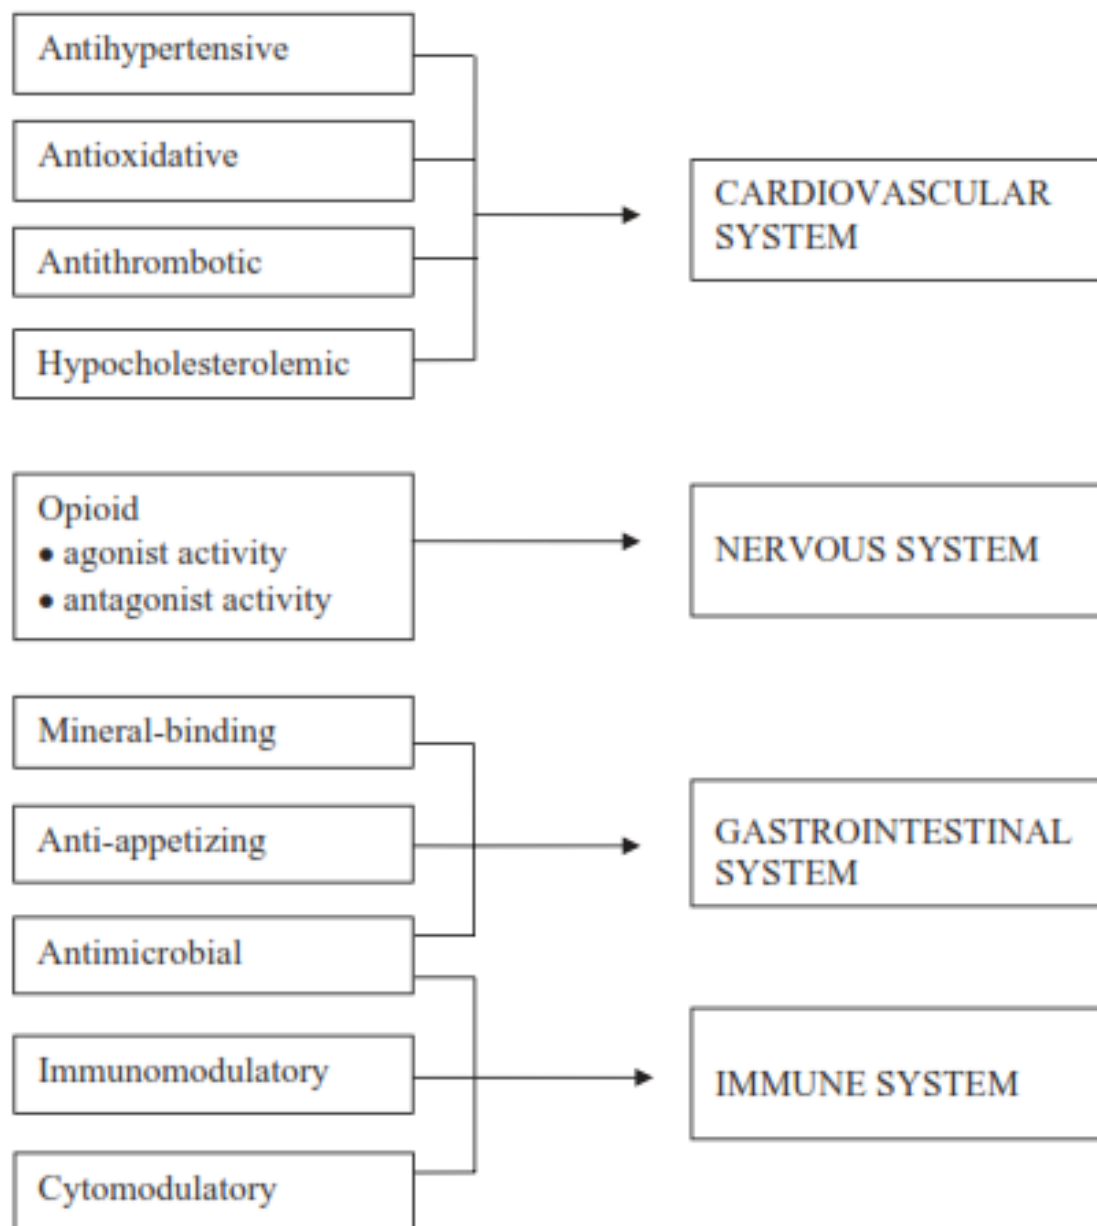 Antihypertensive
Antioxidative
Antithrombotic
Hypocholesterolemic
CARDIOVASCULAR
SYSTEM
Opioid
• agonist activity
• antagonist activity
NERVOUS SYSTEM
Mineral-binding
Anti-appetizing
Antimicrobial
GASTROINTESTINAL
SYSTEM
Immunomodulatory
Cytomodulatory
IMMUNE SYSTEM